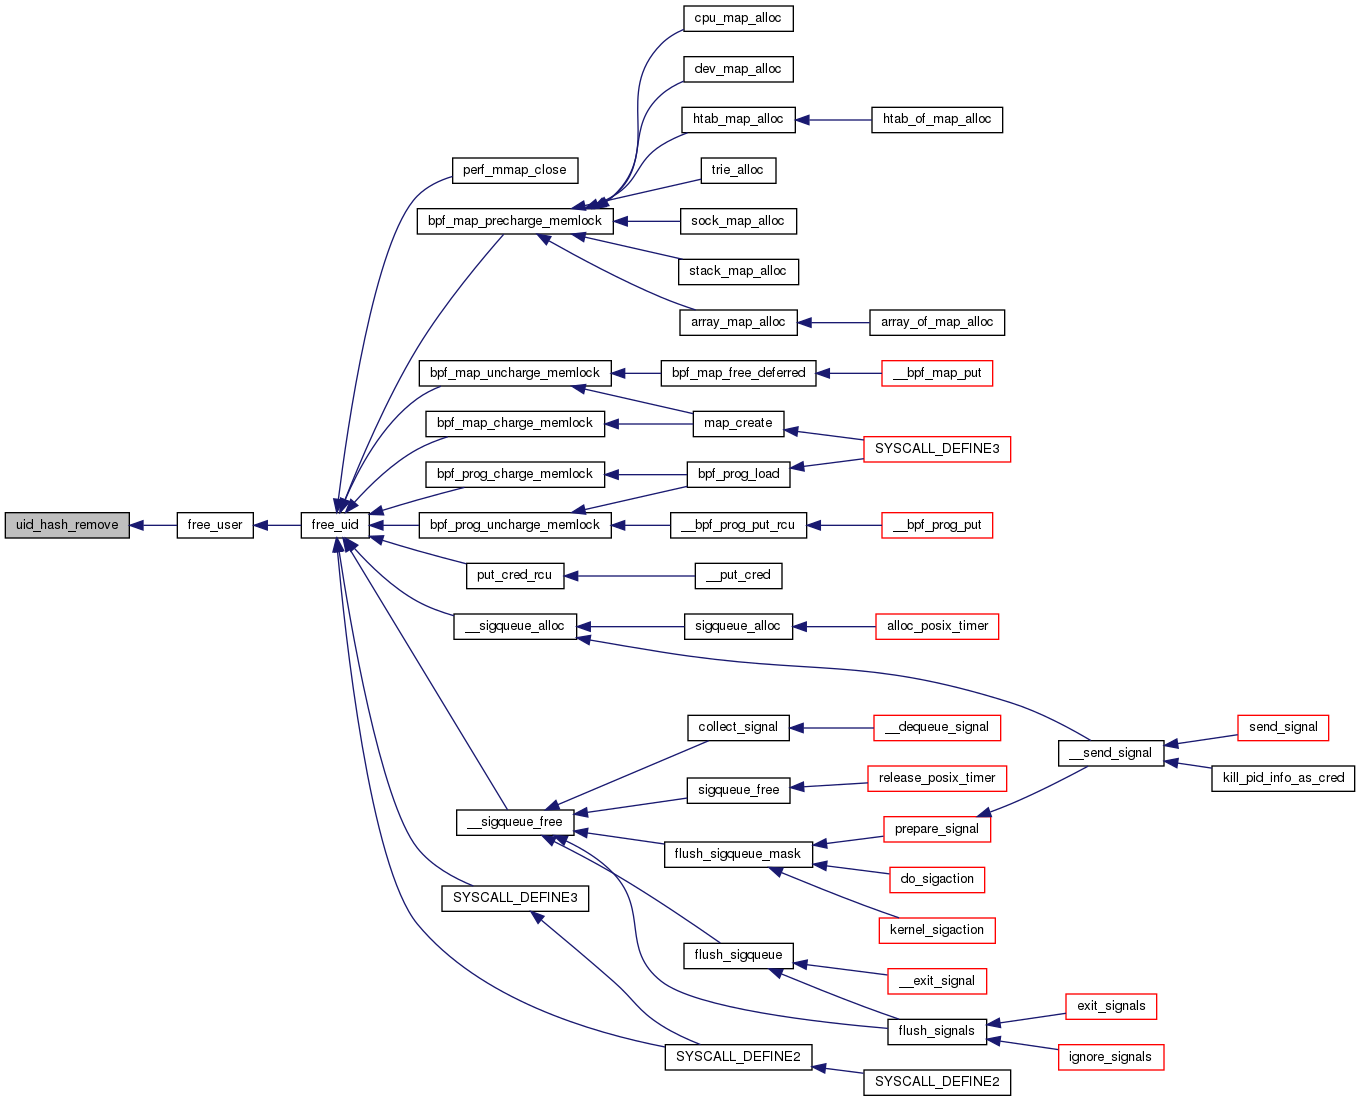 cpu_map_alloc
dev_map_alloc
htab_map_alloc
htab_of_map_alloc
perf_mmap_close
trie_alloc
bpf_map_precharge_memlock
sock_map_alloc
stack_map_alloc
array_map_alloc
array_of_map_alloc
bpf_map_uncharge_memlock
bpf_map_free_deferred
__bpf_map_put
bpf_map_charge_memlock
map_create
SYSCALL_DEFINE3
bpf_prog_charge_memlock
bpf_prog_load
uid_hash_remove
free_user
free_uid
bpf_prog_uncharge_memlock
__bpf_prog_put_rcu
__bpf_prog_put
put_cred_rcu
__put_cred
__sigqueue_alloc
sigqueue_alloc
alloc_posix_timer
collect_signal
__dequeue_signal
send_signal
__send_signal
kill_pid_info_as_cred
sigqueue_free
release_posix_timer
__sigqueue_free
prepare_signal
flush_sigqueue_mask
do_sigaction
SYSCALL_DEFINE3
kernel_sigaction
flush_sigqueue
__exit_signal
exit_signals
flush_signals
ignore_signals
SYSCALL_DEFINE2
SYSCALL_DEFINE2